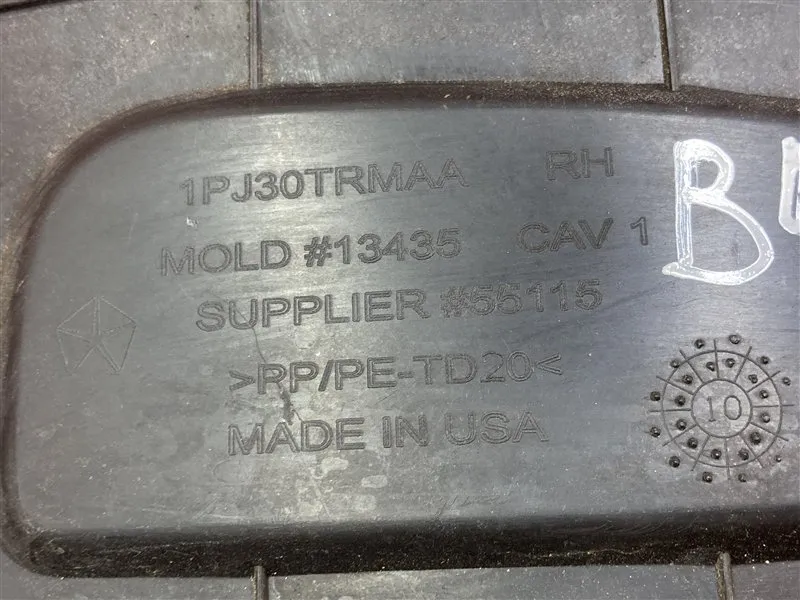 1PJ30TRMAA RH
MOLD #13435 CAV 1
SUPPLIER #55115
>PP/PE-TD20<
MADE IN USA
10
B